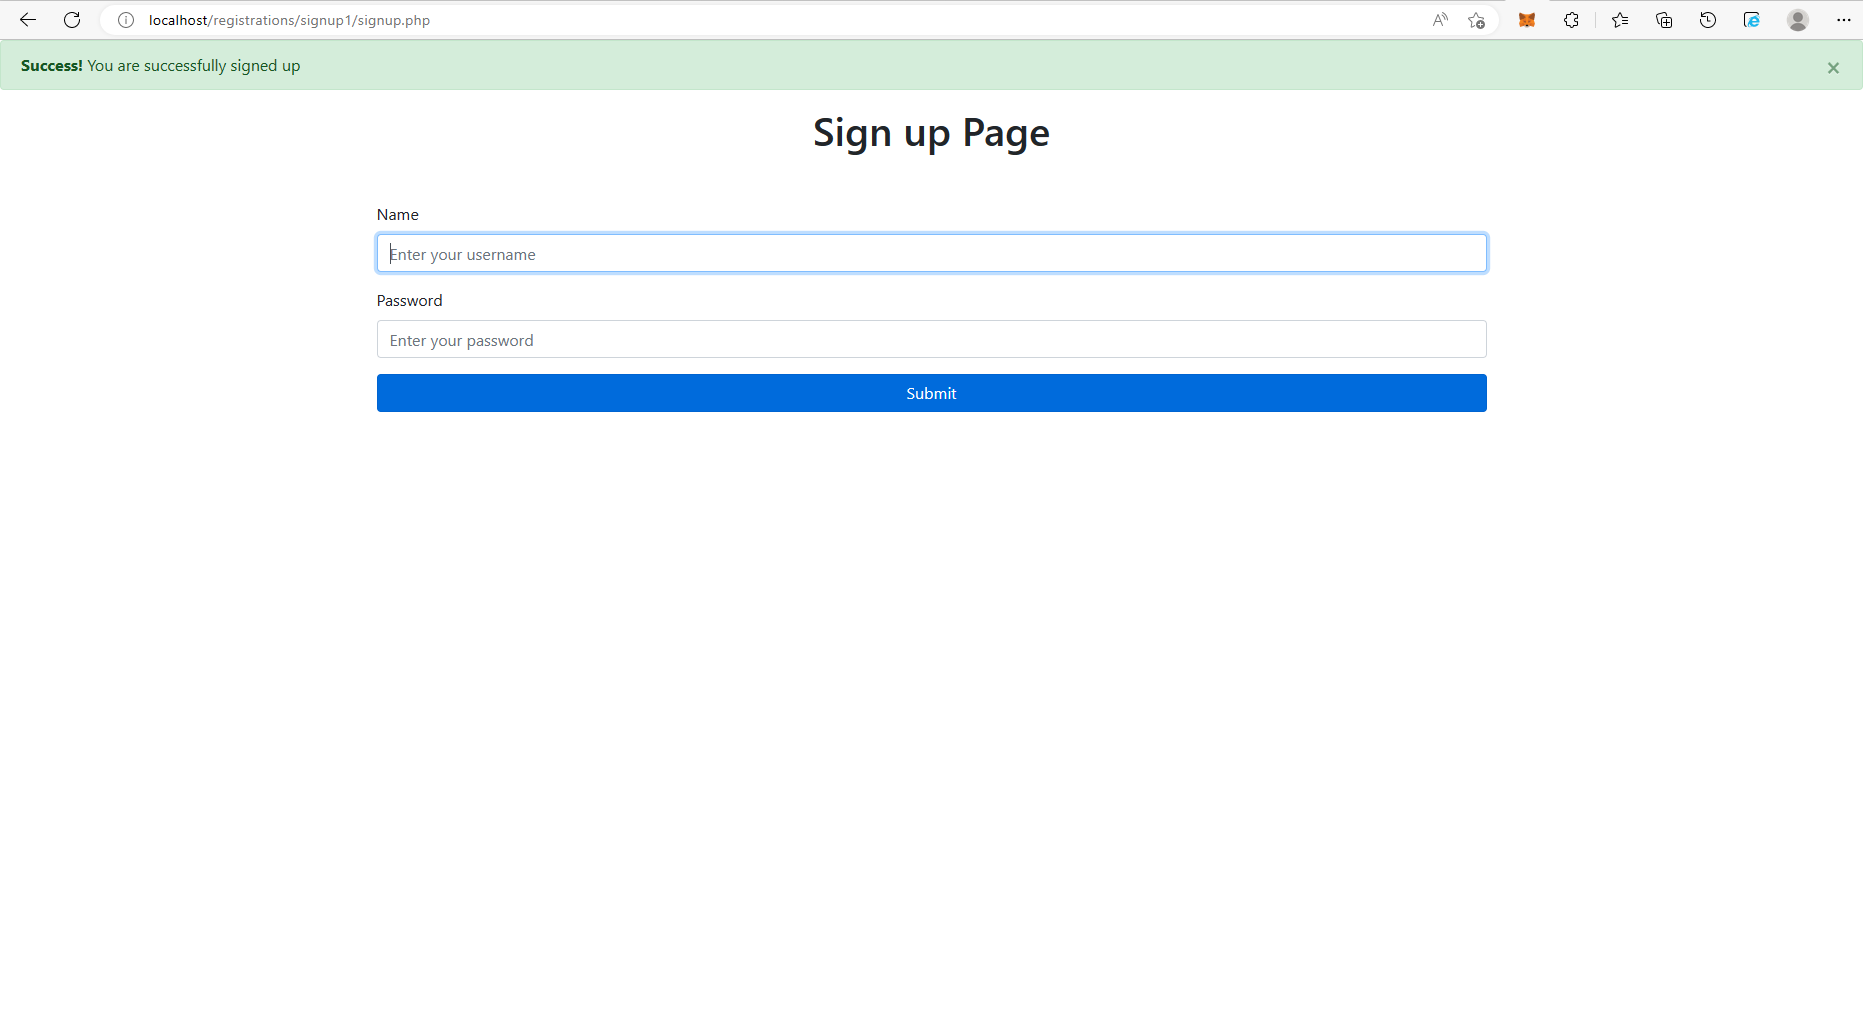 localhost/registrations/signup1/signup.php
Success! You are successfully signed up
×
Sign up Page
Name
Enter your username
Password
Enter your password
Submit